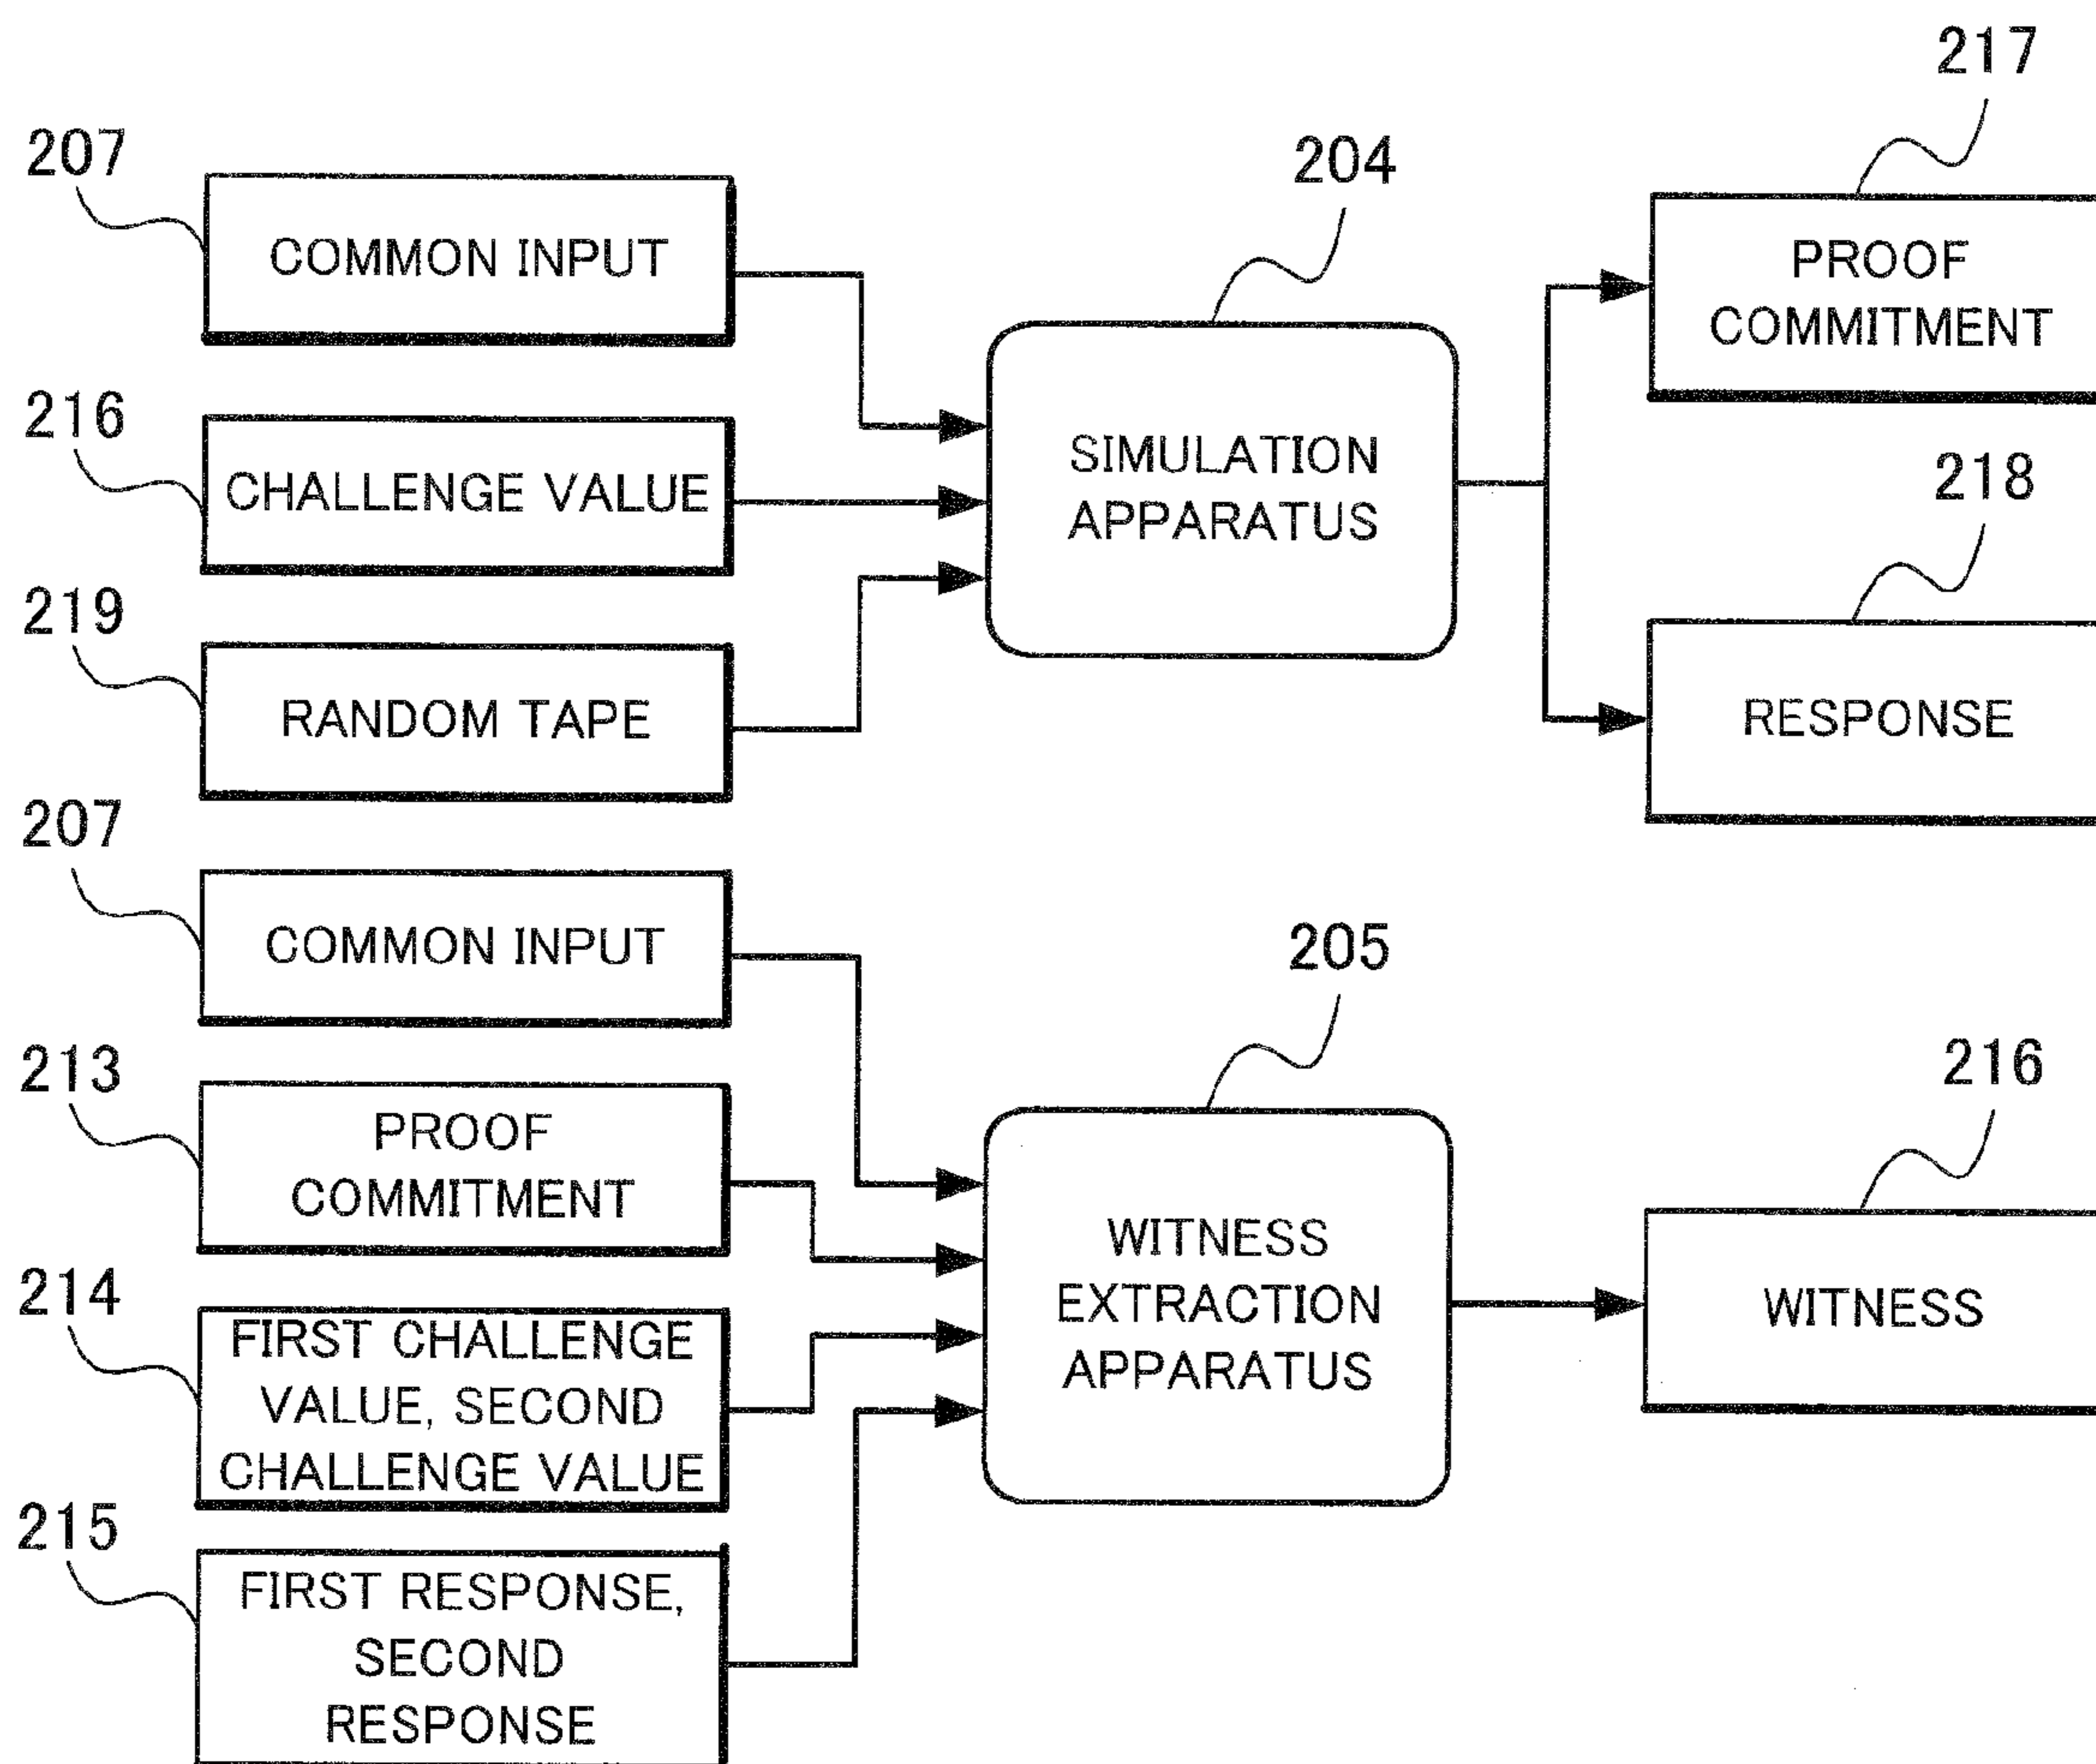 217
207
204
COMMON INPUT
PROOF
COMMITMENT
216
CHALLENGE VALUE
SIMULATION
APPARATUS
218
219
RANDOM TAPE
RESPONSE
207
COMMON INPUT
205
213
PROOF
COMMITMENT
216
WITNESS
EXTRACTION
APPARATUS
WITNESS
214
FIRST CHALLENGE
VALUE, SECOND
CHALLENGE VALUE
215
FIRST RESPONSE,
SECOND
RESPONSE